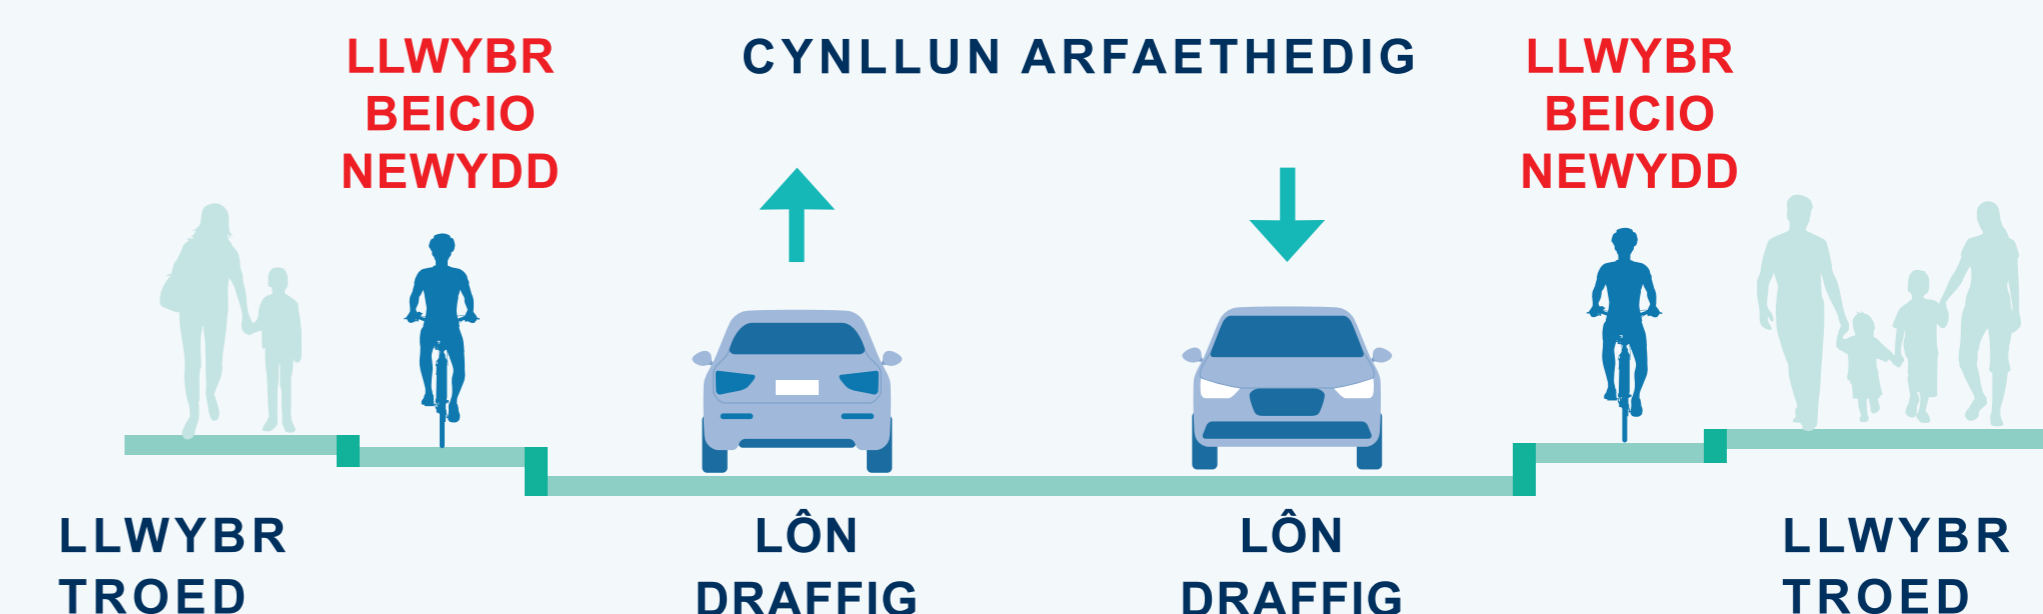 LLWYBR
BEICIO
NEWYDD
CYNLLUN ARFAETHEDIG
LLWYBR
BEICIO
NEWYDD
LLWYBR
TROED
LÔN
DRAFFIG
LÔN
DRAFFIG
LLWYBR
TROED